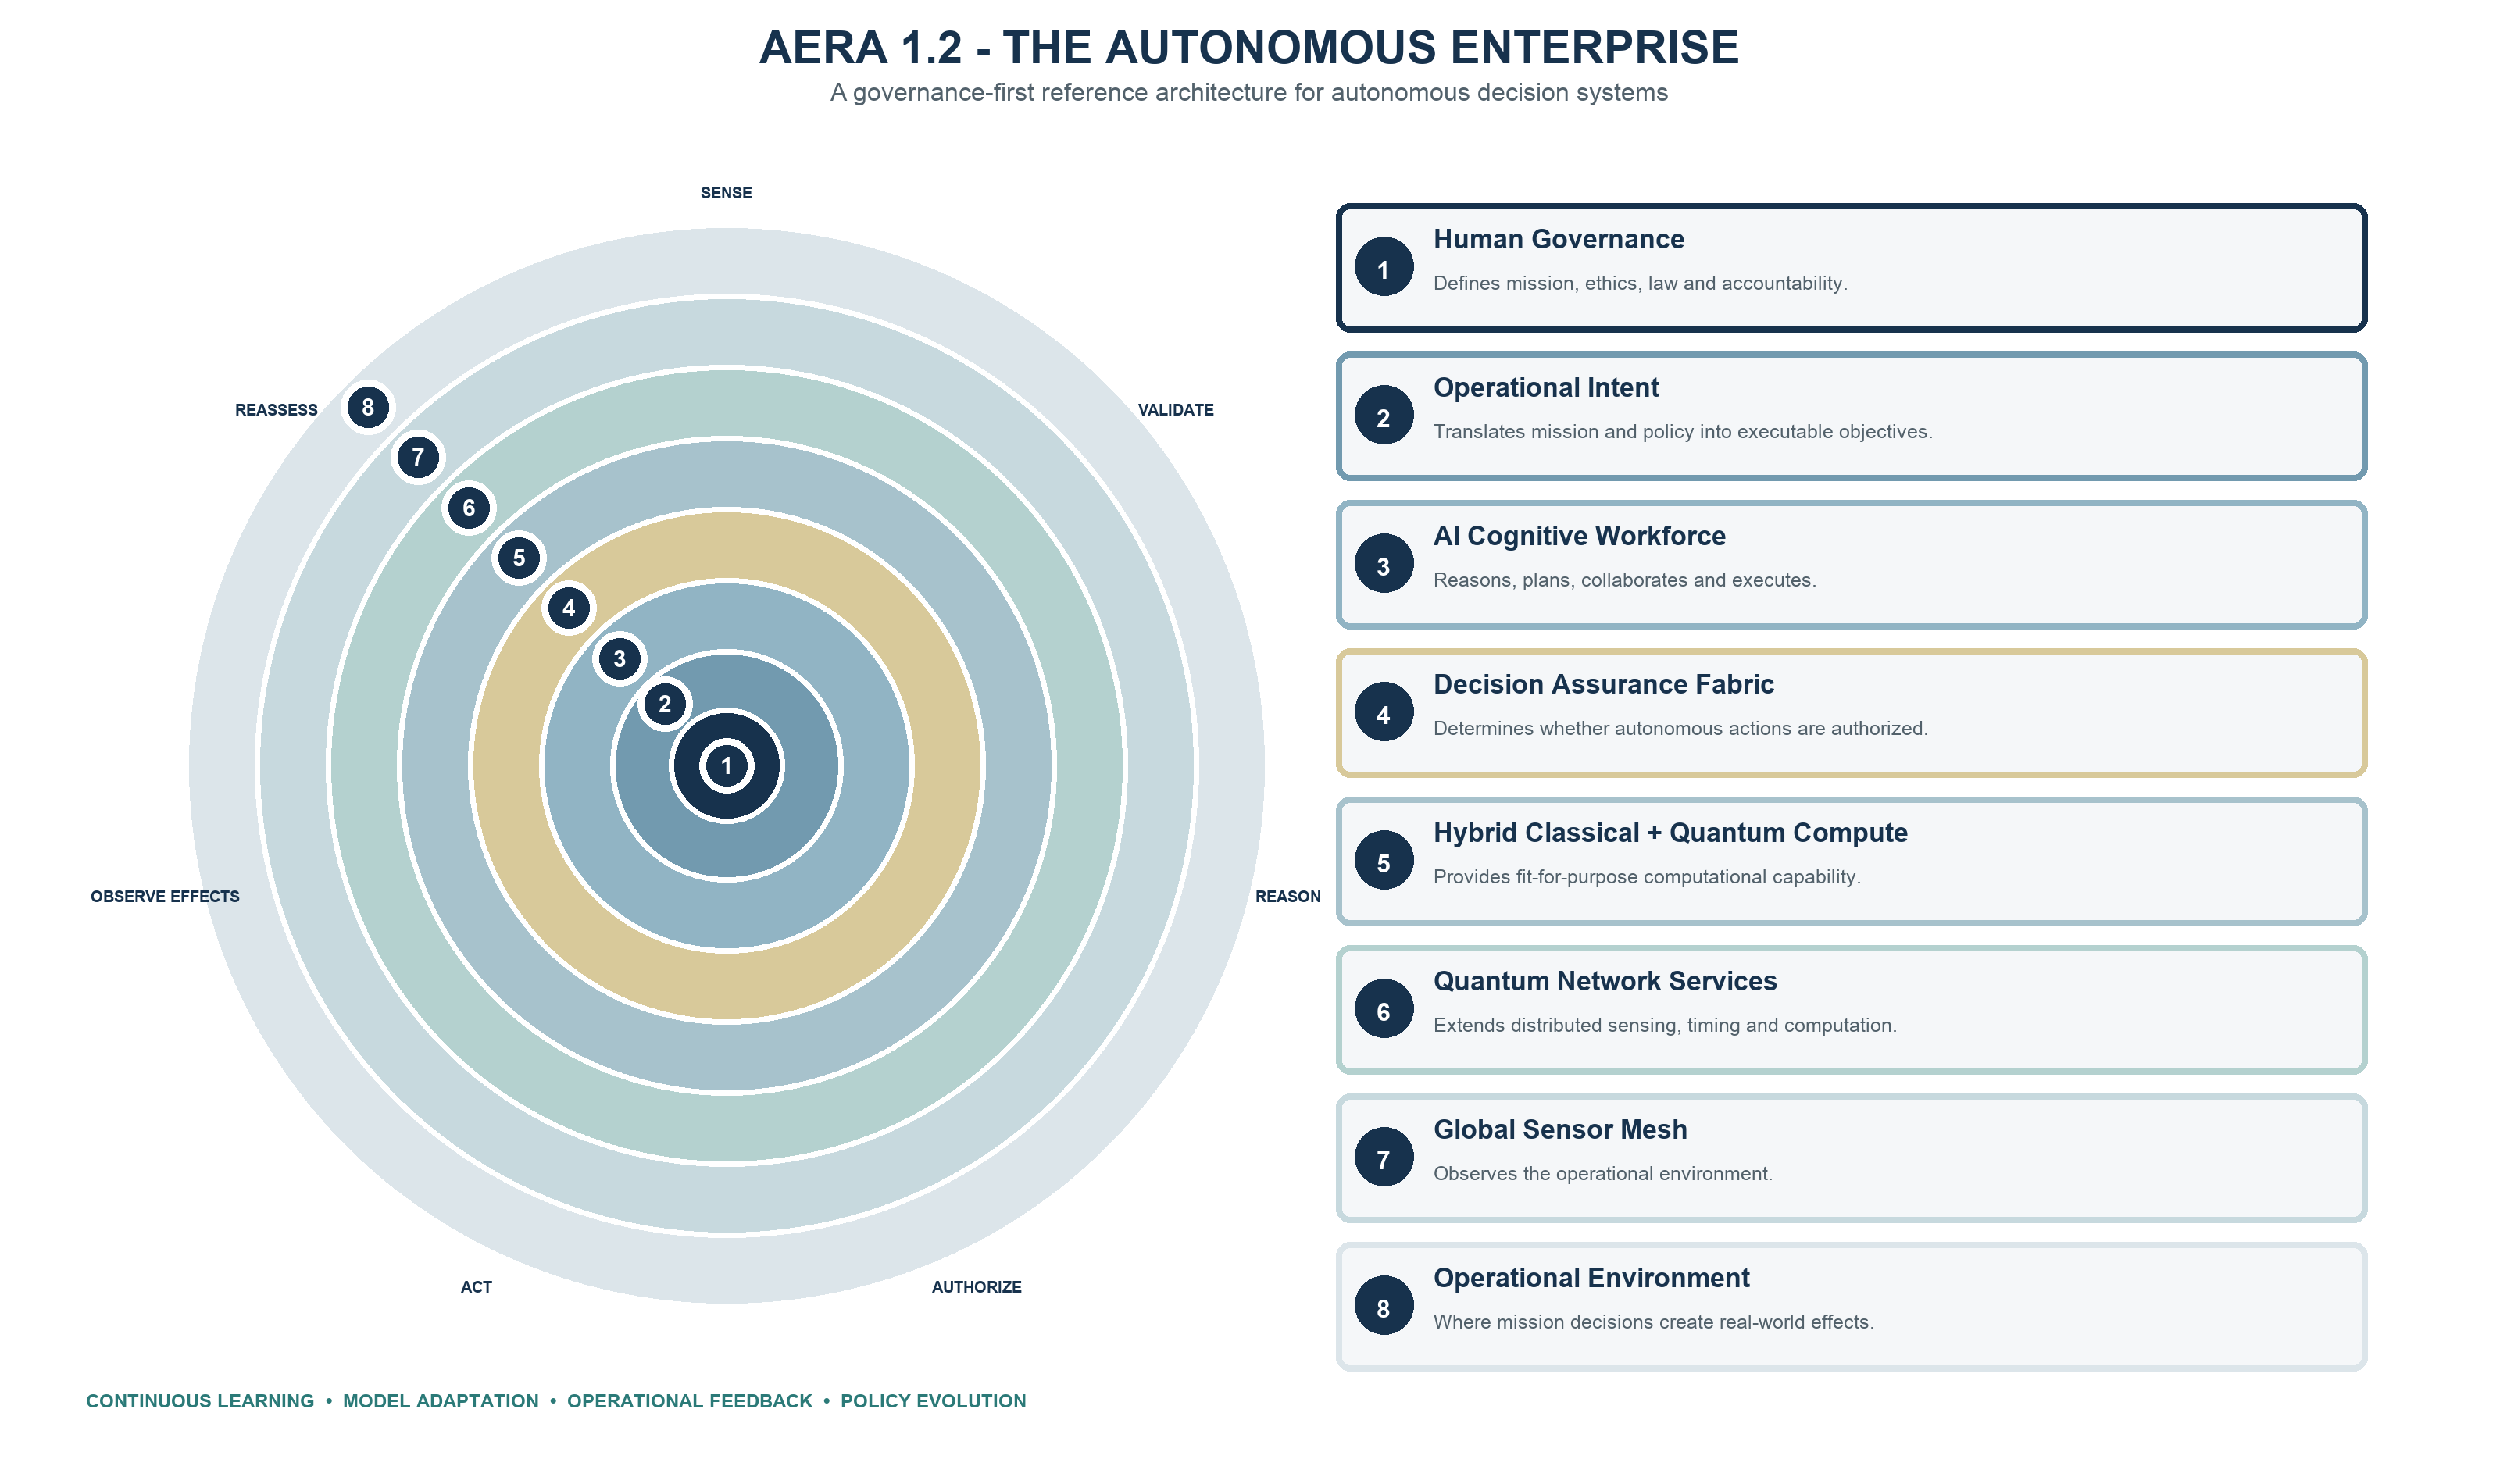 AERA 1.2 - THE AUTONOMOUS ENTERPRISE
A governance-first reference architecture for autonomous decision systems
SENSE
VALIDATE
REASON
AUTHORIZE
ACT
OBSERVE EFFECTS
REASSESS
8
7
6
5
4
3
2
1
1
Human Governance
Defines mission, ethics, law and accountability.
2
Operational Intent
Translates mission and policy into executable objectives.
3
AI Cognitive Workforce
Reasons, plans, collaborates and executes.
4
Decision Assurance Fabric
Determines whether autonomous actions are authorized.
5
Hybrid Classical + Quantum Compute
Provides fit-for-purpose computational capability.
6
Quantum Network Services
Extends distributed sensing, timing and computation.
7
Global Sensor Mesh
Observes the operational environment.
8
Operational Environment
Where mission decisions create real-world effects.
CONTINUOUS LEARNING • MODEL ADAPTATION • OPERATIONAL FEEDBACK • POLICY EVOLUTION